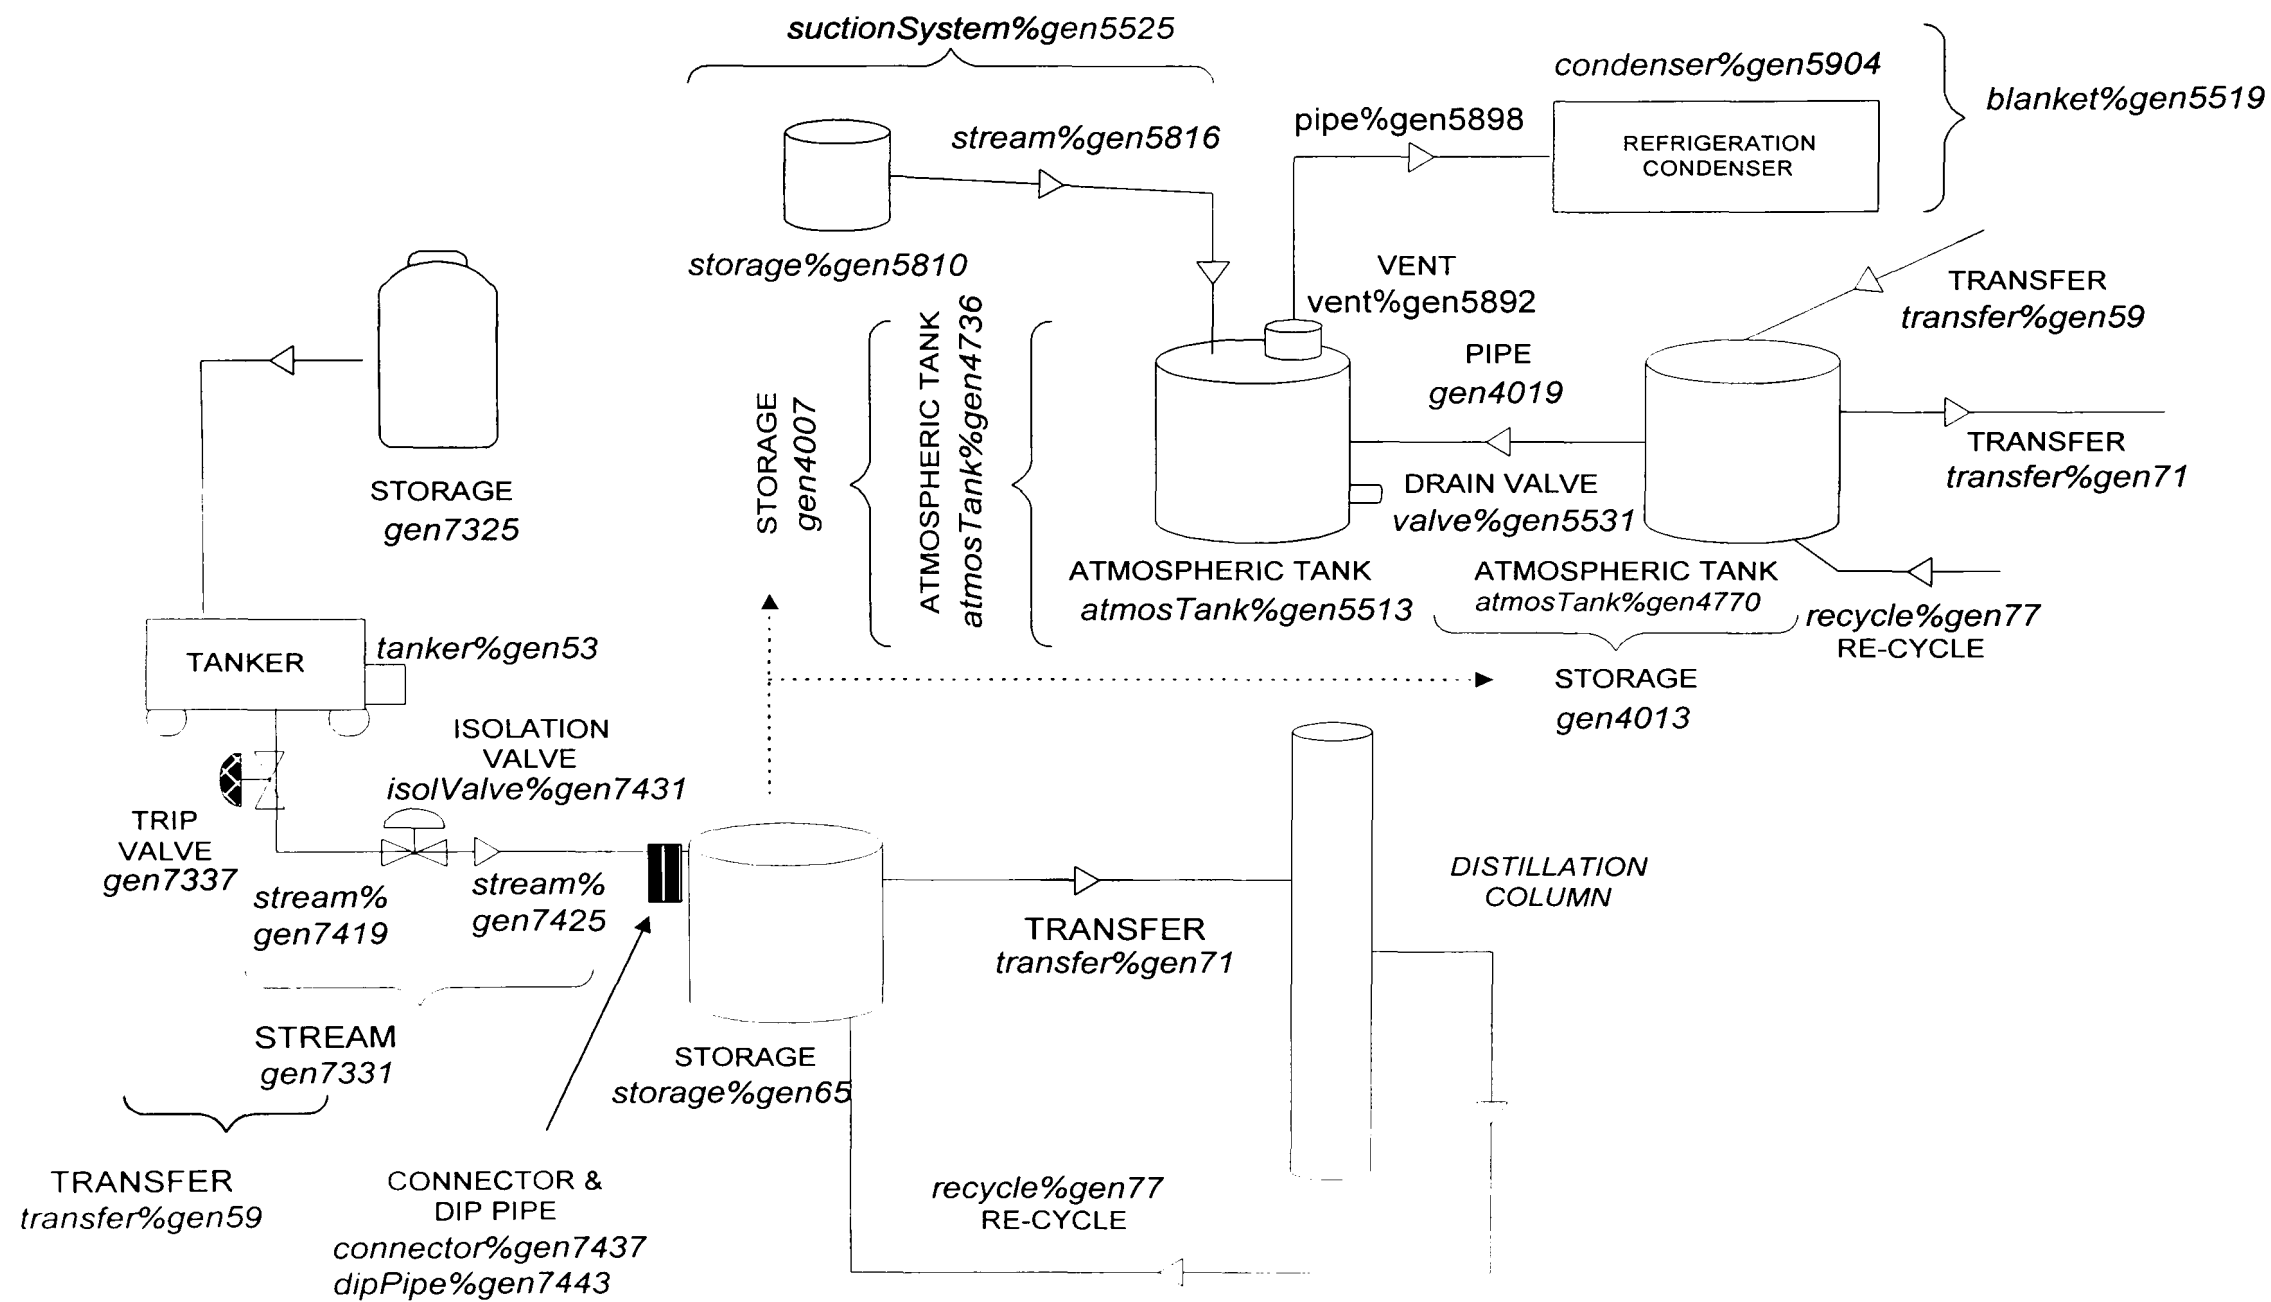 suctionSystem%gen5525
condenser%gen5904
blanket%gen5519
pipe%gen5898
stream%gen5816
REFRIGERATION
CONDENSER
storage%gen5810
VENT
vent%gen5892
TRANSFER
transfer%gen59
PIPE
gen4019
STORAGE
gen4007
ATMOSPHERIC TANK
atmosTank%gen4736
TRANSFER
transfer%gen71
DRAIN VALVE
valve%gen5531
STORAGE
gen7325
ATMOSPHERIC TANK
atmosTank%gen5513
ATMOSPHERIC TANK
atmosTank%gen4770
recycle%gen77
RE-CYCLE
STORAGE
gen4013
TANKER
tanker%gen53
ISOLATION
VALVE
isolValve%gen7431
TRIP
VALVE
gen7337
stream%
gen7419
stream%
gen7425
DISTILLATION
COLUMN
TRANSFER
transfer%gen71
STREAM
gen7331
STORAGE
storage%gen65
TRANSFER
transfer%gen59
CONNECTOR &
DIP PIPE
connector%gen7437
dipPipe%gen7443
recycle%gen77
RE-CYCLE